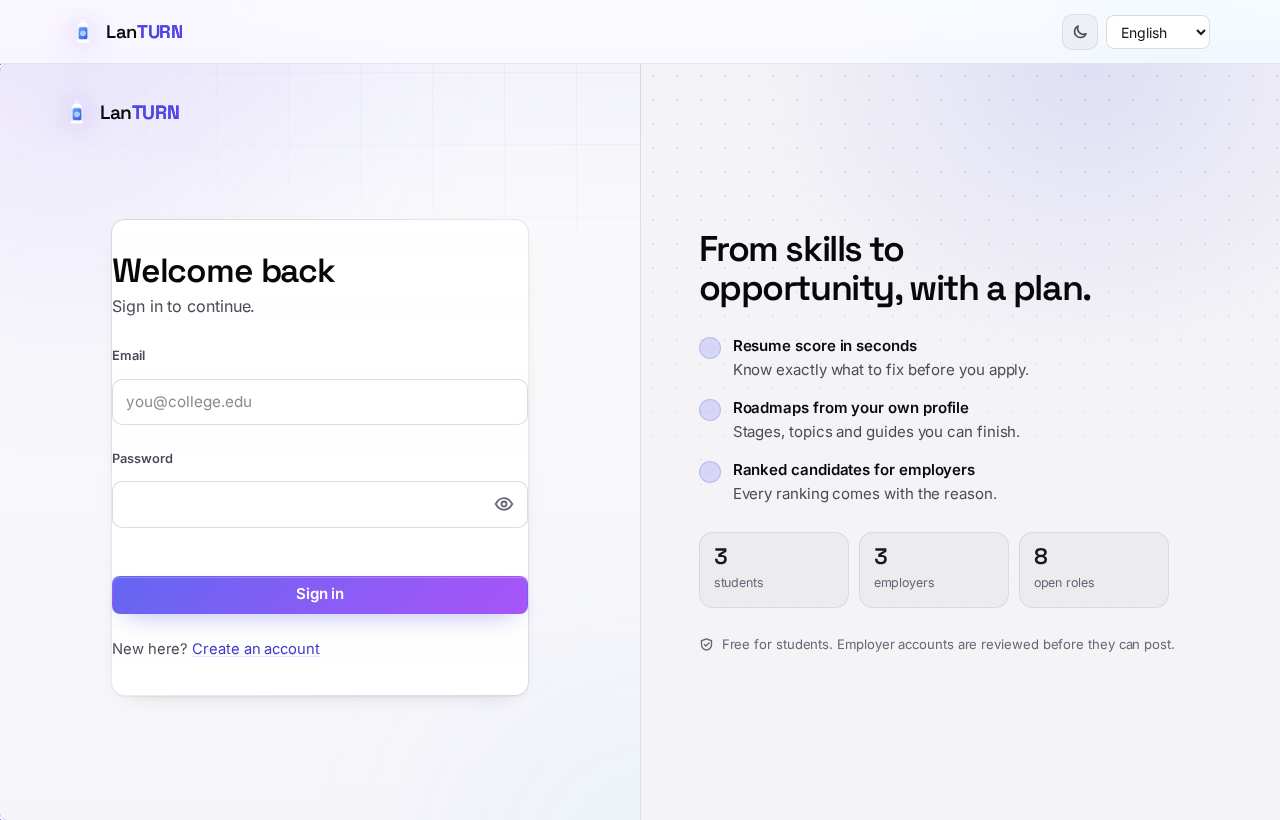 LanTURN
English
LanTURN
Welcome back
Sign in to continue.
Email
you@college.edu
Password
Sign in
New here? Create an account
From skills to
opportunity, with a plan.
Resume score in seconds
Know exactly what to fix before you apply.
Roadmaps from your own profile
Stages, topics and guides you can finish.
Ranked candidates for employers
Every ranking comes with the reason.
3
students
3
employers
8
open roles
Free for students. Employer accounts are reviewed before they can post.